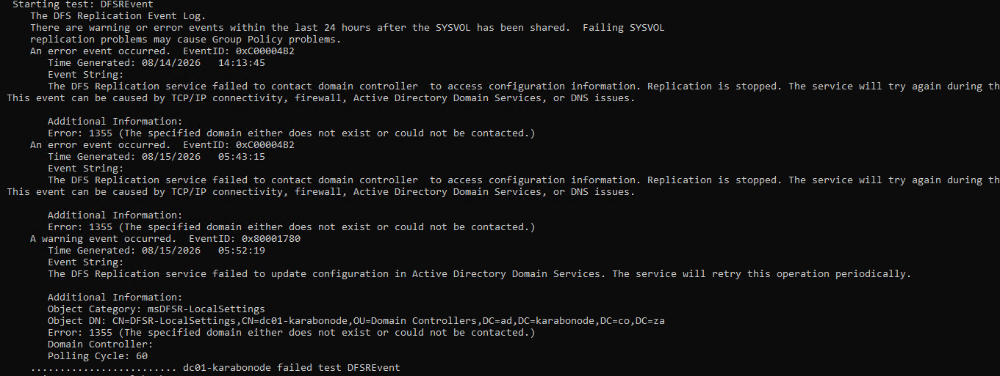 Starting test: DFSREvent
The DFS Replication Event Log.
There are warning or error events within the last 24 hours after the SYSVOL has been shared.  Failing SYSVOL
replication problems may cause Group Policy problems.
An error event occurred.  EventID: 0xC00004B2
Time Generated: 08/14/2026   14:13:45
Event String:
The DFS Replication service failed to contact domain controller  to access configuration information. Replication is stopped. The service will try again during th
This event can be caused by TCP/IP connectivity, firewall, Active Directory Domain Services, or DNS issues.

Additional Information:
Error: 1355 (The specified domain either does not exist or could not be contacted.)
An error event occurred.  EventID: 0xC00004B2
Time Generated: 08/15/2026   05:43:15
Event String:
The DFS Replication service failed to contact domain controller  to access configuration information. Replication is stopped. The service will try again during th
This event can be caused by TCP/IP connectivity, firewall, Active Directory Domain Services, or DNS issues.

Additional Information:
Error: 1355 (The specified domain either does not exist or could not be contacted.)
A warning event occurred.  EventID: 0x80001780
Time Generated: 08/15/2026   05:52:19
Event String:
The DFS Replication service failed to update configuration in Active Directory Domain Services. The service will retry this operation periodically.

Additional Information:
Object Category: msDFSR-LocalSettings
Object DN: CN=DFSR-LocalSettings,CN=dc01-karabonode,OU=Domain Controllers,DC=ad,DC=karabonode,DC=co,DC=za
Error: 1355 (The specified domain either does not exist or could not be contacted.)
Domain Controller:
Polling Cycle: 60
......................... dc01-karabonode failed test DFSREvent